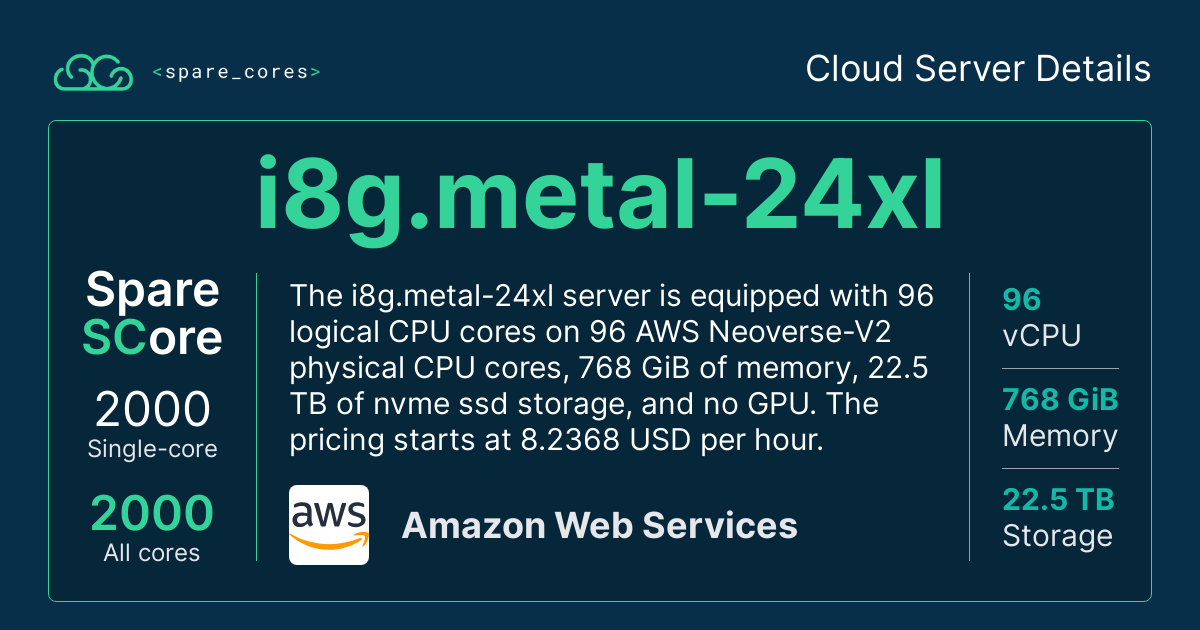 <spare_cores>
Cloud Server Details
i8g.metal-24xl
Spare
SCore
2000
Single-core
2000
All cores
The i8g.metal-24xl server is equipped with 96
logical CPU cores on 96 AWS Neoverse-V2
physical CPU cores, 768 GiB of memory, 22.5
TB of nvme ssd storage, and no GPU. The
pricing starts at 8.2368 USD per hour.
aws
Amazon Web Services
96
vCPU
768 GiB
Memory
22.5 TB
Storage